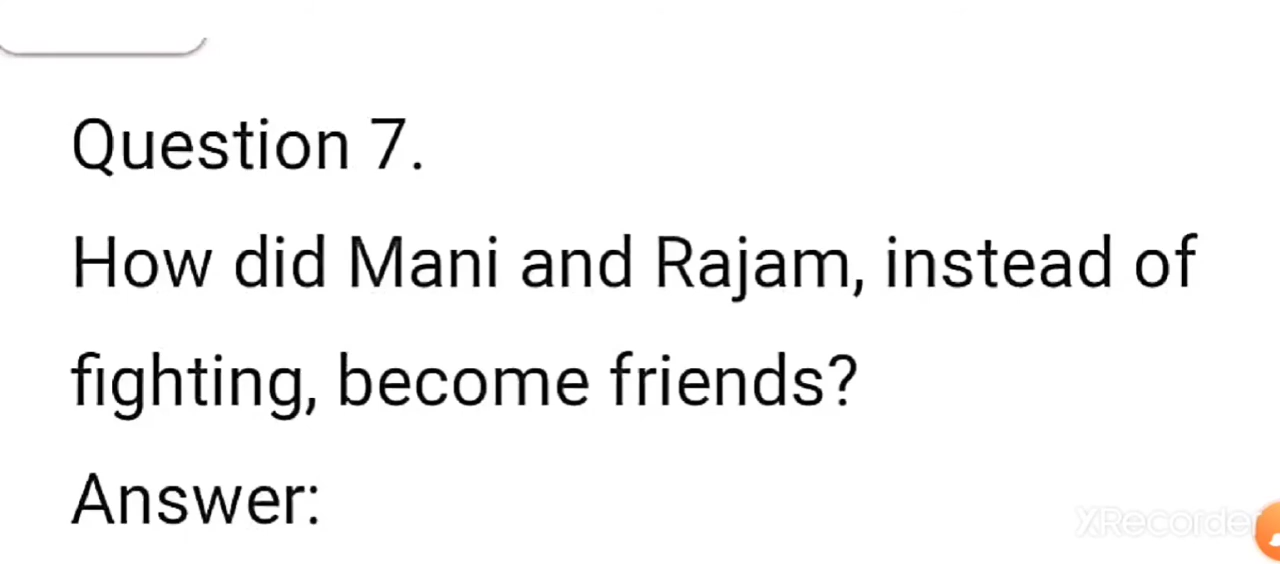 Question 7.
How did Mani and Rajam, instead of
fighting, become friends?
Answer:
XRecorder